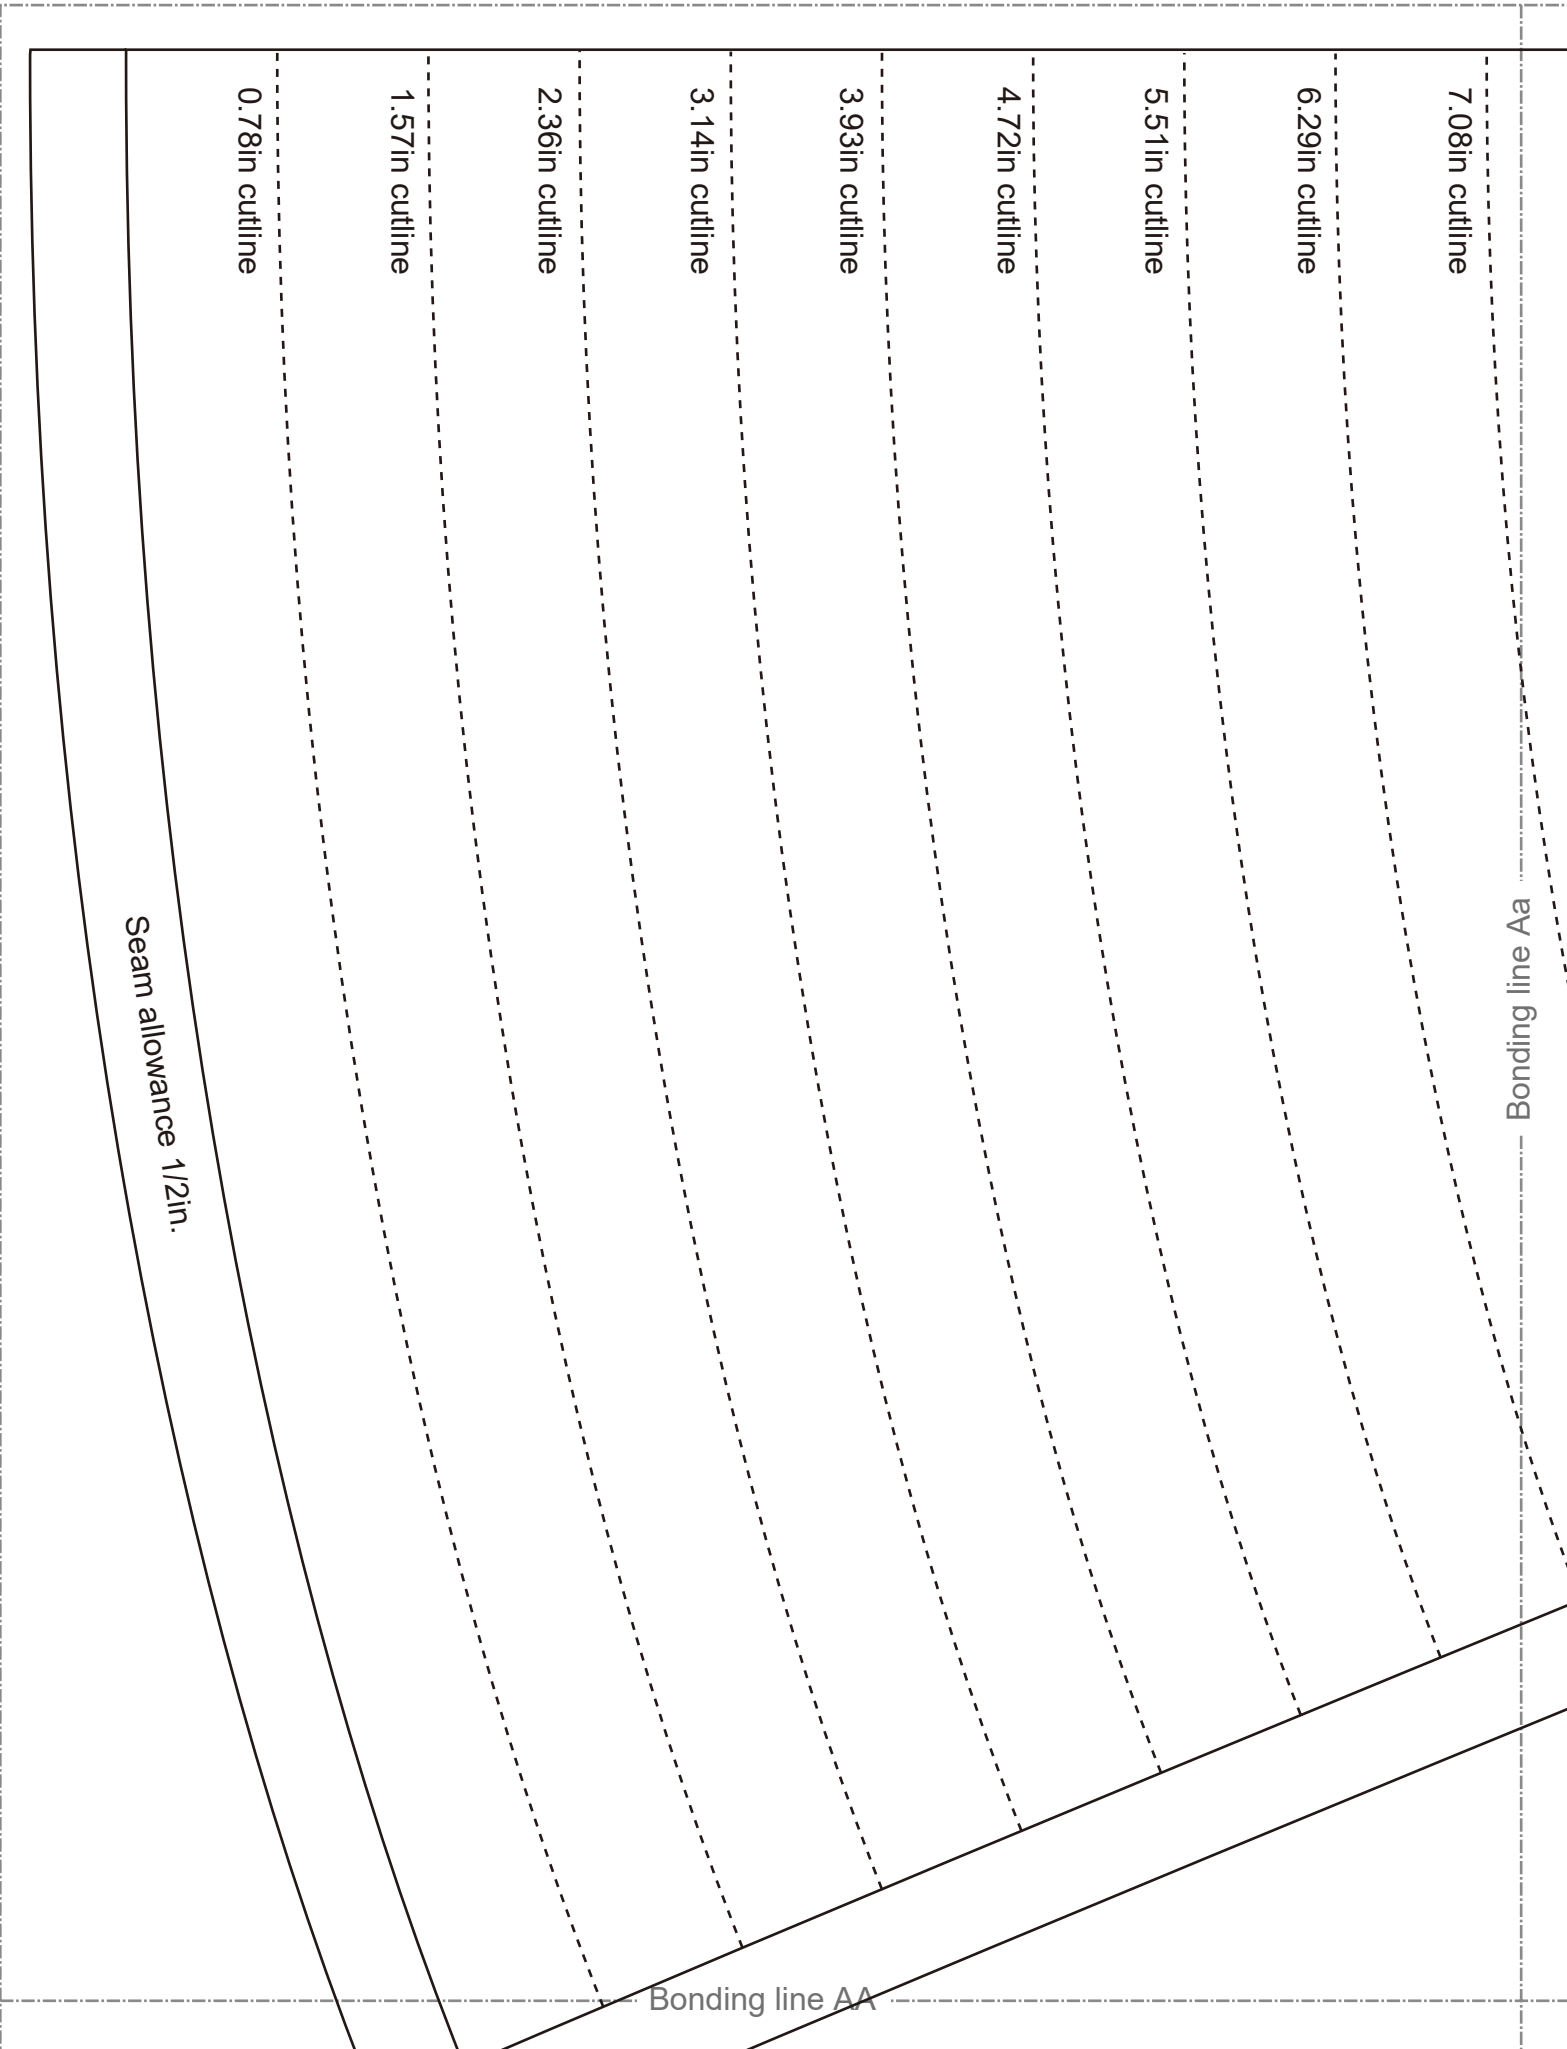 0.78in cutline
1.57in cutline
2.36in cutline
3.14in cutline
3.93in cutline
4.72in cutline
5.51in cutline
6.29in cutline
7.08in cutline
Bonding line Aa
Seam allowance 1/2in.
Bonding line AA